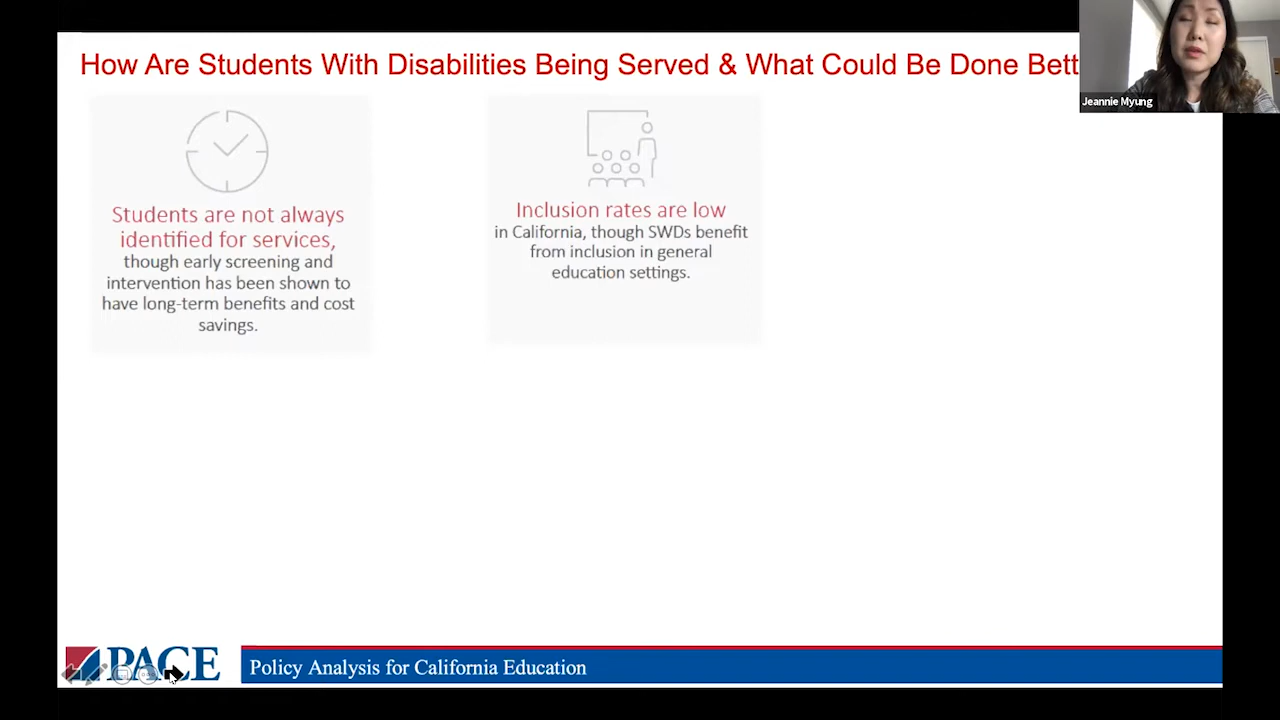 How Are Students With Disabilities Being Served & What Could Be Done Bett
Jeannie Myung
Students are not always
identified for services,
though early screening and
intervention has been shown to
have long-term benefits and cost
savings.
Inclusion rates are low
in California, though SWDs benefit
from inclusion in general
education settings.
PACE
Policy Analysis for California Education